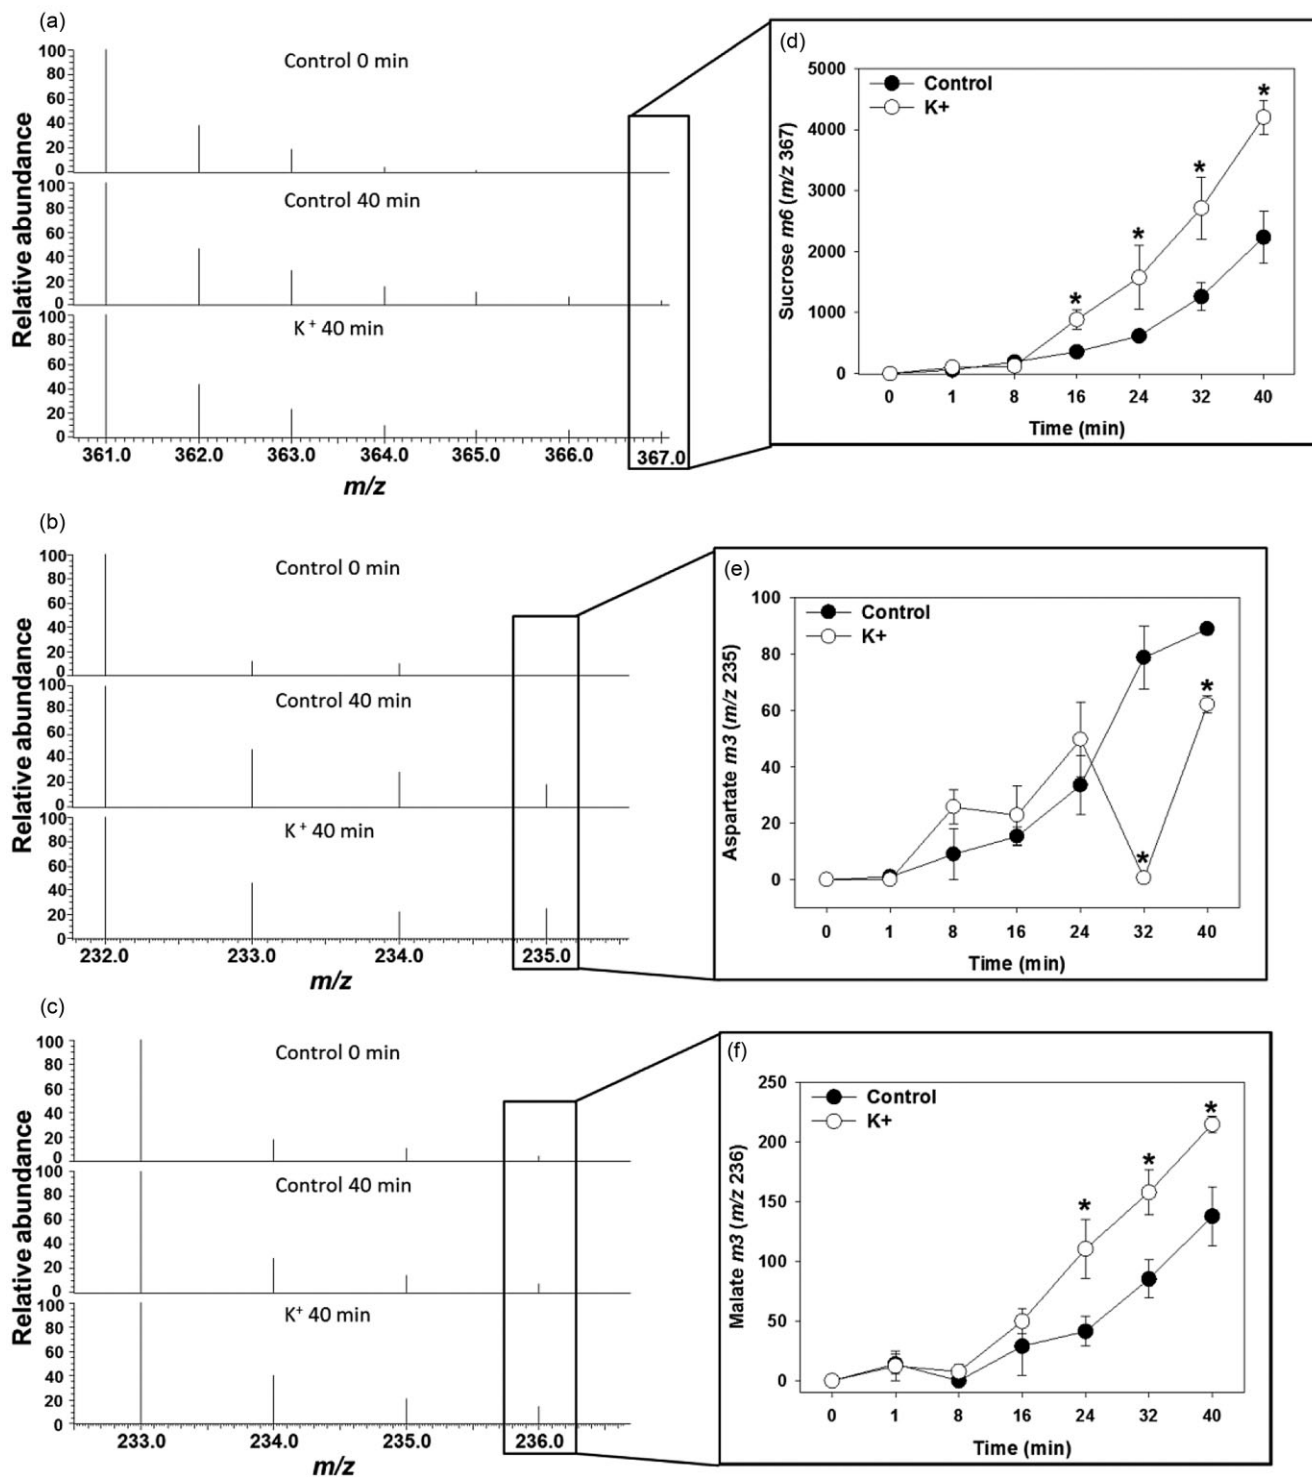 (a)
Relative abundance
100
80
60
40
20
0
Control 0 min
100
80
60
40
20
0
Control 40 min
100
80
60
40
20
0
K+ 40 min
361.0 362.0 363.0 364.0 365.0 366.0 367.0
m/z
(d)
Sucrose m6 (m/z 367)
5000
4000
3000
2000
1000
0
Control
K+
*
*
*
*
0 1 8 16 24 32 40
Time (min)
(b)
Relative abundance
Relative abundance
100
80
60
40
20
0
Control 0 min
100
80
60
40
20
0
Control 40 min
100
80
60
40
20
0
K+ 40 min
232.0 233.0 234.0 235.0
m/z
(e)
Aspartate m3 (m/z 235)
100
80
60
40
20
0
Control
K+
*
*
0 1 8 16 24 32 40
Time (min)
(c)
Relative abundance
Relative abundance
100
80
60
40
20
0
Control 0 min
100
80
60
40
20
0
Control 40 min
100
80
60
40
20
0
K+ 40 min
233.0 234.0 235.0 236.0
m/z
(f)
Malate m3 (m/z 236)
250
200
150
100
50
0
Control
K+
*
*
*
0 1 8 16 24 32 40
Time (min)